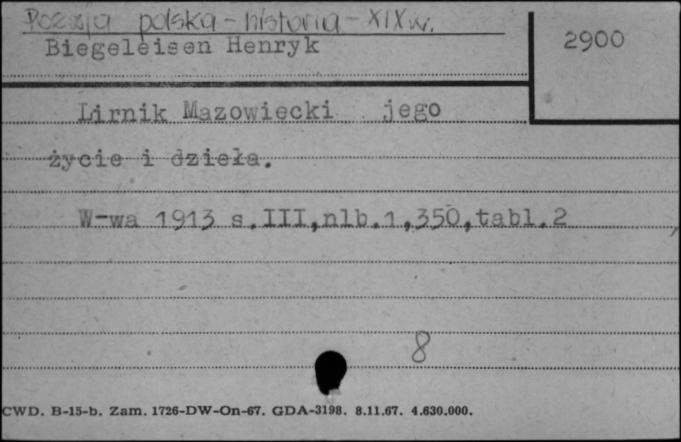 Poezja polska - historia - XIX w.
Biegeleisen Henryk
2900
Lirnik Mazowiecki jego
życie i dzieła.
W-wa 1913 s.III,nlb.1,350,tabl.2
8
CWD. B-15-b. Zam. 1726-DW-On-67. GDA-3198. 8.11.67. 4.630.000.